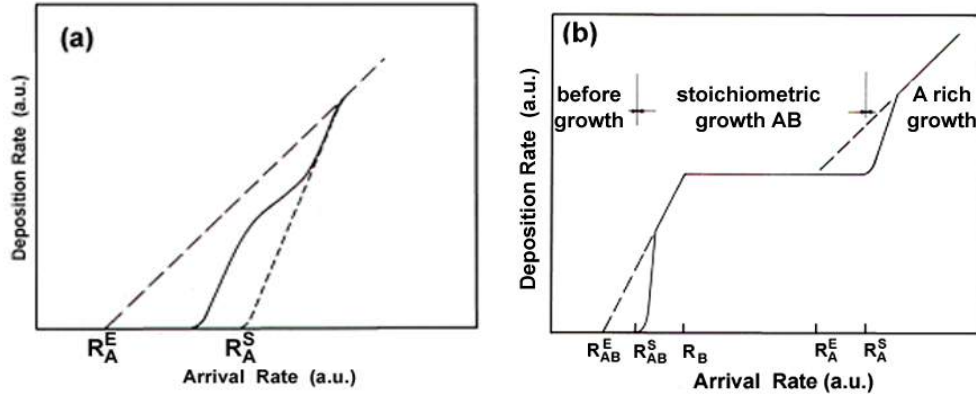 (a)
Deposition Rate (a.u.)
R_A^E
R_A^S
Arrival Rate (a.u.)
(b)
Deposition Rate (a.u.)
before
growth
stoichiometric
growth AB
A rich
growth
R_AB^E
R_AB^S
R_B
R_A^E
R_A^S
Arrival Rate (a.u.)